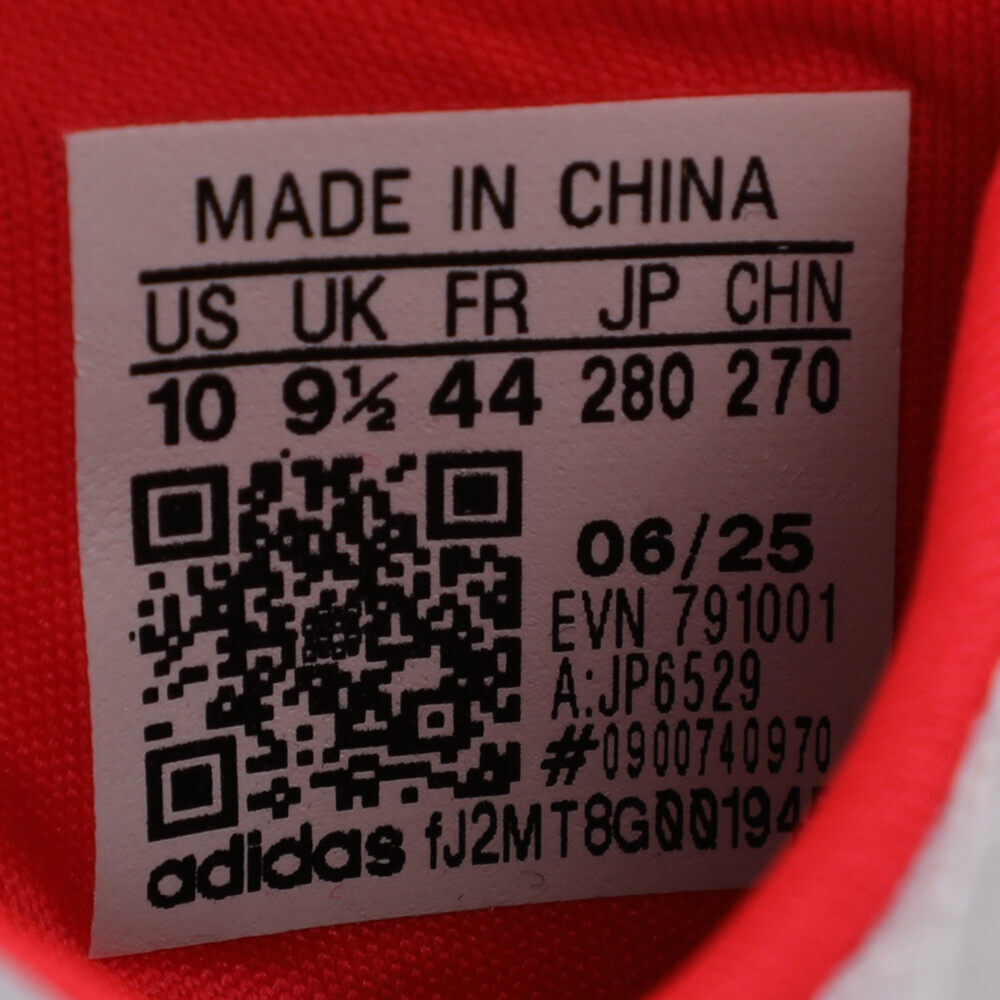 MADE IN CHINA
US UK FR JP CHN
10 9½ 44 280 270
06/25
EVN 791001
A:JP6529
#0900740970
adidas